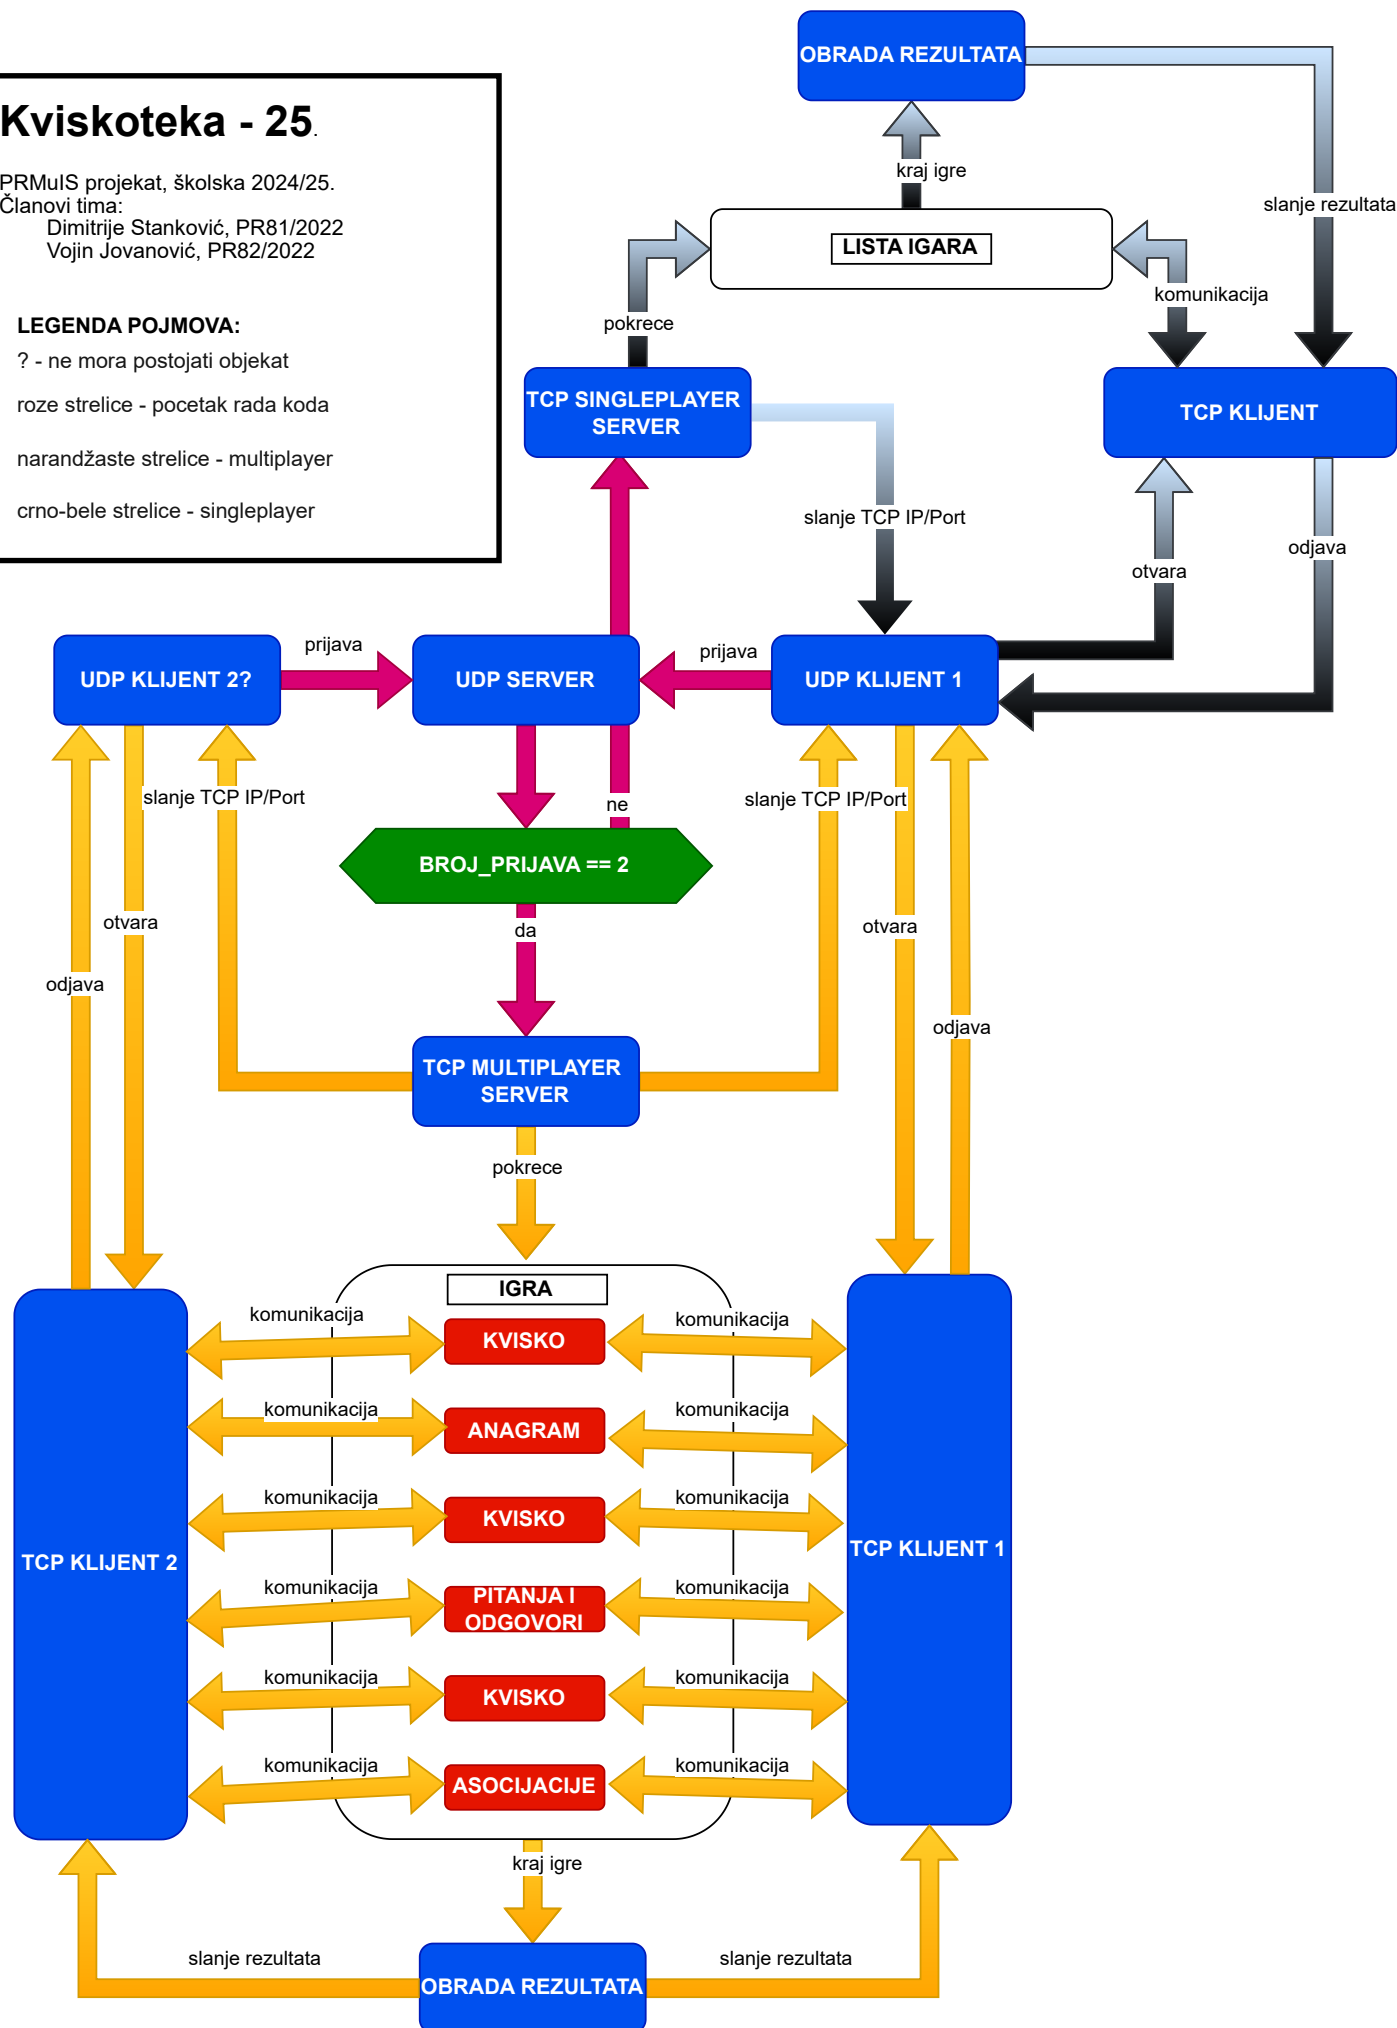 Kviskoteka - 25.
PRMuIS projekat, školska 2024/25.
Članovi tima:
Dimitrije Stanković, PR81/2022
Vojin Jovanović, PR82/2022
LEGENDA POJMOVA:
? - ne mora postojati objekat
roze strelice - pocetak rada koda
narandžaste strelice - multiplayer
crno-bele strelice - singleplayer
OBRADA REZULTATA
kraj igre
slanje rezultata
LISTA IGARA
komunikacija
pokrece
TCP SINGLEPLAYER
SERVER
TCP KLIJENT
slanje TCP IP/Port
odjava
otvara
prijava
prijava
UDP KLIJENT 2?
UDP SERVER
UDP KLIJENT 1
slanje TCP IP/Port
ne
slanje TCP IP/Port
BROJ_PRIJAVA == 2
otvara
da
otvara
odjava
odjava
TCP MULTIPLAYER
SERVER
pokrece
IGRA
komunikacija
KVISKO
komunikacija
komunikacija
ANAGRAM
komunikacija
komunikacija
KVISKO
komunikacija
TCP KLIJENT 2
TCP KLIJENT 1
komunikacija
PITANJA I
ODGOVORI
komunikacija
komunikacija
KVISKO
komunikacija
komunikacija
ASOCIJACIJE
komunikacija
kraj igre
slanje rezultata
slanje rezultata
OBRADA REZULTATA